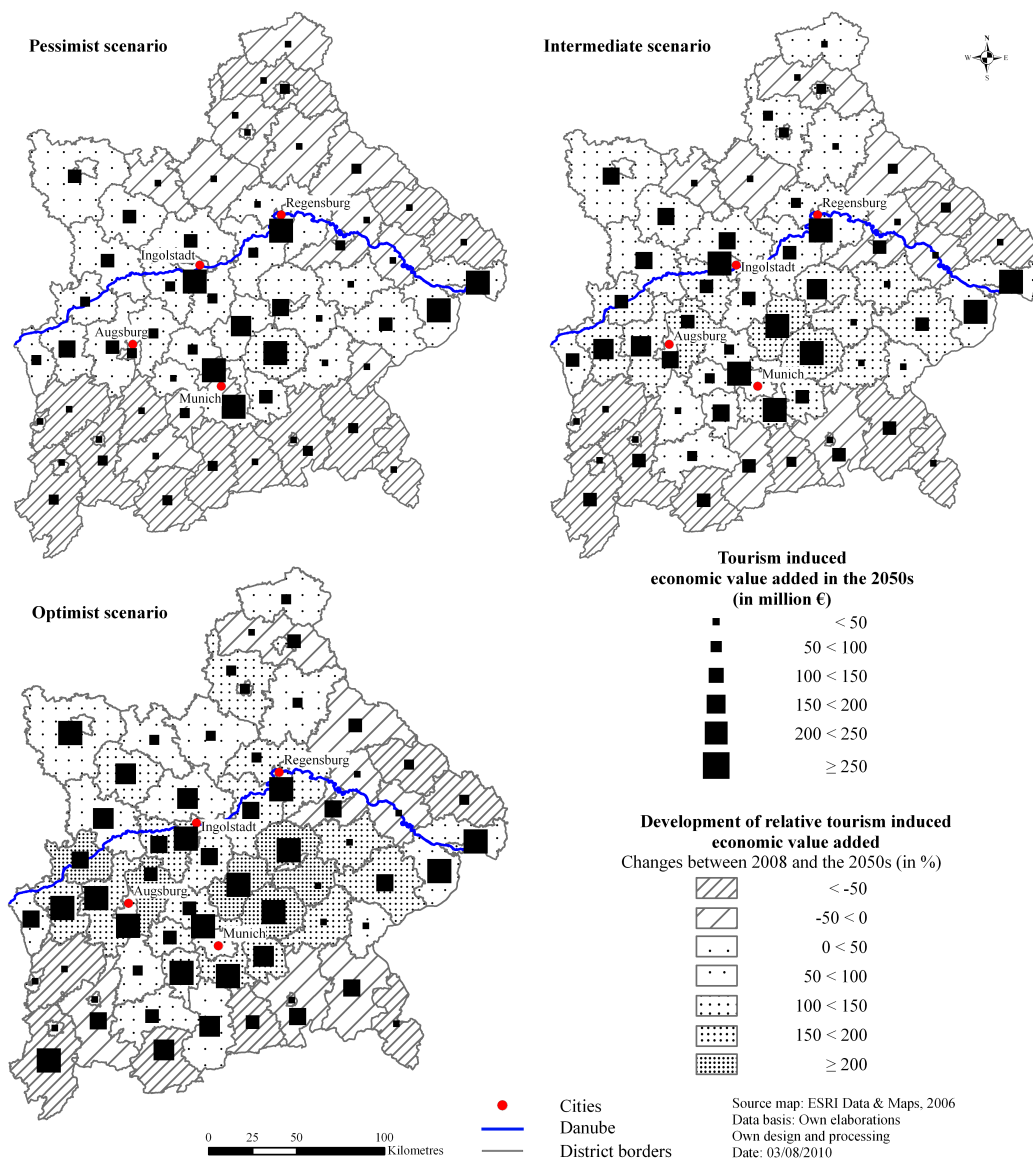 Pessimist scenario
Regensburg
Ingolstadt
Augsburg
Munich
Intermediate scenario
N
W E
S
Regensburg
Ingolstadt
Augsburg
Munich
Optimist scenario
Regensburg
Ingolstadt
Augsburg
Munich
Tourism induced
economic value added in the 2050s
(in million €)
< 50
50 < 100
100 < 150
150 < 200
200 < 250
≥ 250
Development of relative tourism induced
economic value added
Changes between 2008 and the 2050s (in %)
< -50
-50 < 0
0 < 50
50 < 100
100 < 150
150 < 200
≥ 200
0 25 50 100
Kilometres
Cities
Danube
District borders
Source map: ESRI Data & Maps, 2006
Data basis: Own elaborations
Own design and processing
Date: 03/08/2010